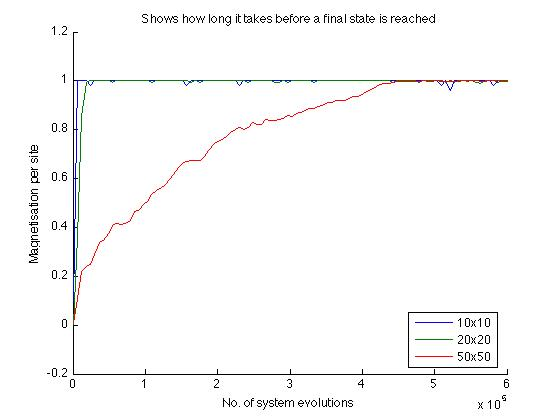 Shows how long it takes before a final state is reached
1.2
1
0.8
0.6
0.4
0.2
0
-0.2
Magnetisation per site
10x10
20x20
50x50
0
1
2
3
4
5
6
x 10
No. of system evolutions